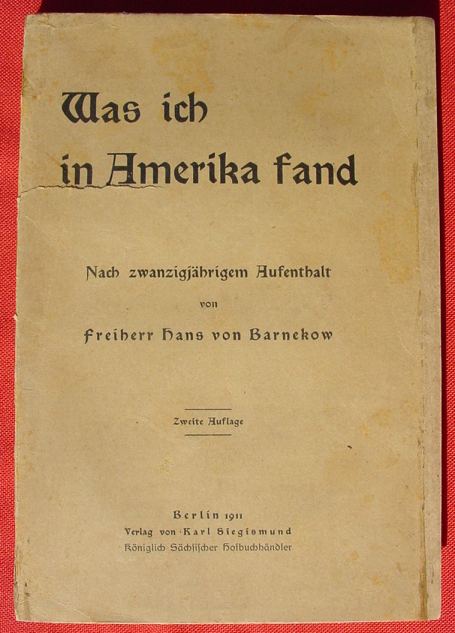 Was ich
in Amerika fand
Nach zwanzigjährigem Aufenthalt
von
Freiherr Hans von Barnekow
Zweite Auflage
Berlin 1911
Verlag von Karl Siegismund
Königlich Sächsischer Hofbuchhändler